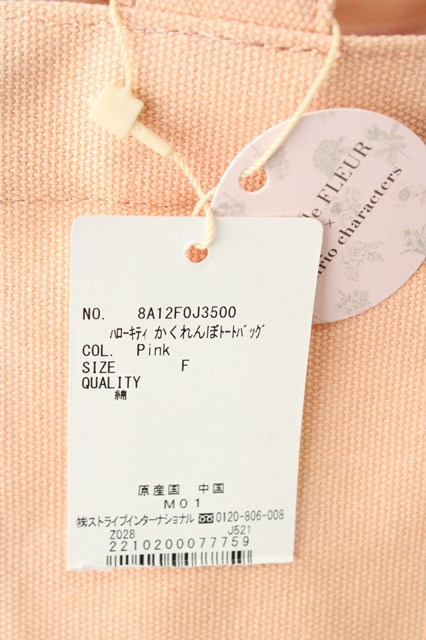 le FLEUR
×
rio characters
NO. 8A12F0J3500
ﾊﾛｰｷﾃｨ かくれんぼﾄｰﾄﾊﾞｯｸﾞ
COL. Pink
SIZE F
QUALITY
綿
原産国 中国
M01
㈱ストライプインターナショナル 0120-806-008
Z028 J521
2210200077759